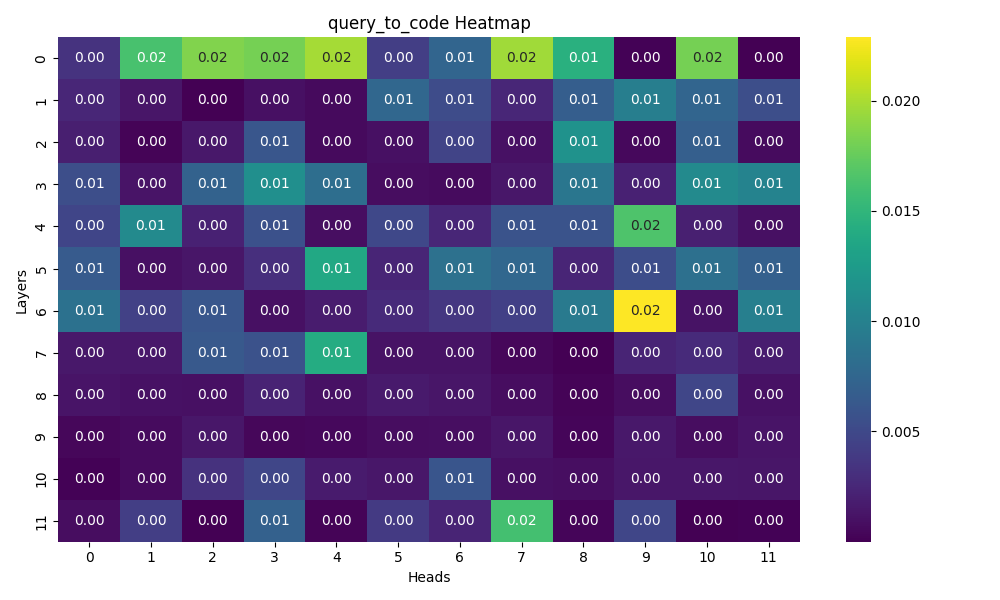 query_to_code Heatmap
0 0.00 0.02 0.02 0.02 0.02 0.00 0.01 0.02 0.01 0.00 0.02 0.00
1 0.00 0.00 0.00 0.00 0.00 0.01 0.01 0.00 0.01 0.01 0.01 0.01
2 0.00 0.00 0.00 0.01 0.00 0.00 0.00 0.00 0.01 0.00 0.01 0.00
3 0.01 0.00 0.01 0.01 0.01 0.00 0.00 0.00 0.01 0.00 0.01 0.01
4 0.00 0.01 0.00 0.01 0.00 0.00 0.00 0.01 0.01 0.02 0.00 0.00
5 0.01 0.00 0.00 0.00 0.01 0.00 0.01 0.01 0.00 0.01 0.01 0.01
6 0.01 0.00 0.01 0.00 0.00 0.00 0.00 0.00 0.01 0.02 0.00 0.01
7 0.00 0.00 0.01 0.01 0.01 0.00 0.00 0.00 0.00 0.00 0.00 0.00
8 0.00 0.00 0.00 0.00 0.00 0.00 0.00 0.00 0.00 0.00 0.00 0.00
9 0.00 0.00 0.00 0.00 0.00 0.00 0.00 0.00 0.00 0.00 0.00 0.00
10 0.00 0.00 0.00 0.00 0.00 0.00 0.01 0.00 0.00 0.00 0.00 0.00
11 0.00 0.00 0.00 0.01 0.00 0.00 0.00 0.02 0.00 0.00 0.00 0.00
0 1 2 3 4 5 6 7 8 9 10 11
Heads
Layers
0.020
0.015
0.010
0.005